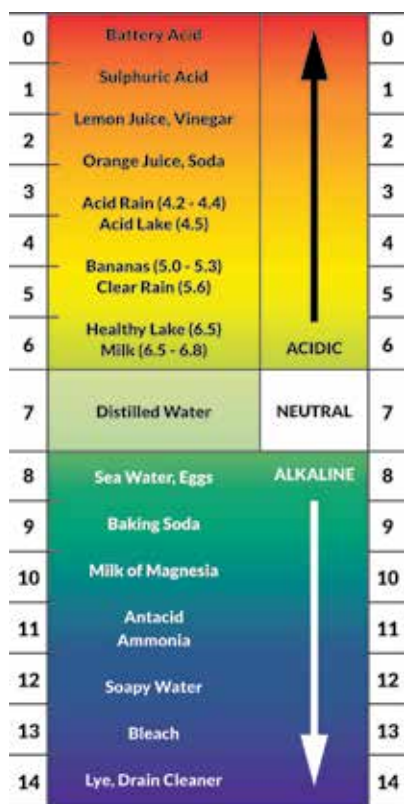 0 Battery Acid 0
1 Sulphuric Acid 1
Lemon Juice, Vinegar
2 2
Orange Juice, Soda
3 3
Acid Rain (4.2 - 4.4)
4 Acid Lake (4.5) 4
Bananas (5.0 - 5.3)
5 Clear Rain (5.6) 5
Healthy Lake (6.5)
6 Milk (6.5 - 6.8) ACIDIC 6
7 Distilled Water NEUTRAL 7
8 Sea Water, Eggs ALKALINE 8
9 Baking Soda 9
10 Milk of Magnesia 10
Antacid
11 Ammonia 11
12 Soapy Water 12
13 Bleach 13
14 Lye, Drain Cleaner 14